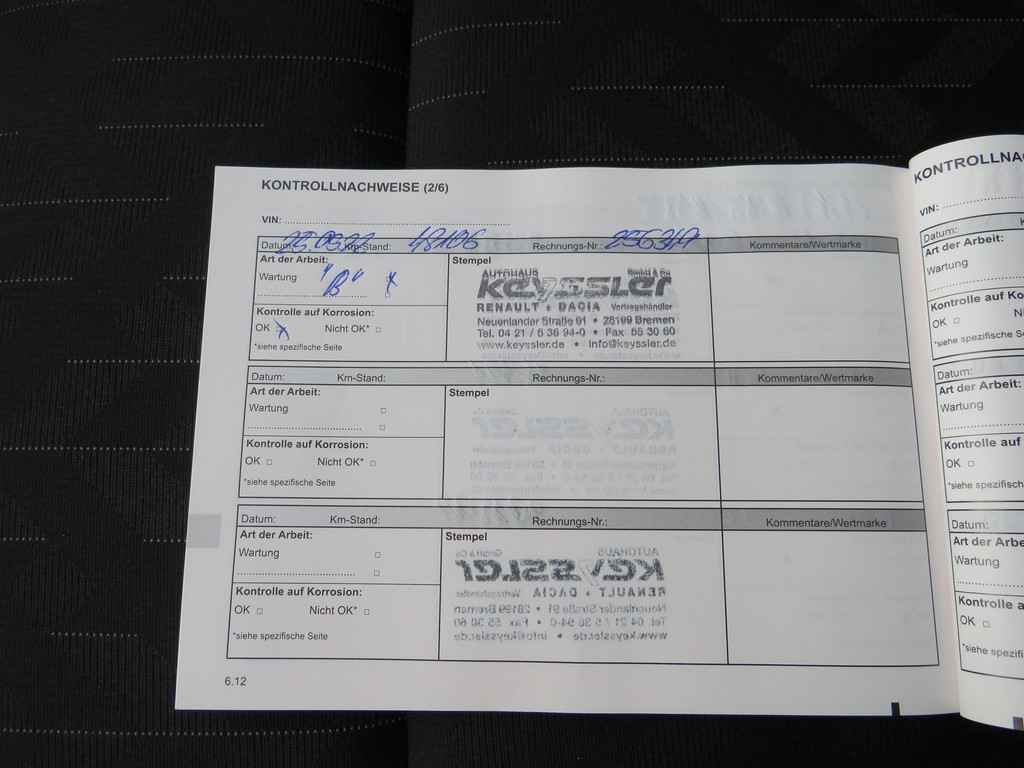 KONTROLLNACHWEISE (2/6)
VIN:
Datum: Km-Stand: 48106 Rechnungs-Nr.: Kommentare/Wertmarke
Art der Arbeit:
Wartung "B" x
Kontrolle auf Korrosion:
OK x Nicht OK* □
*siehe spezifische Seite
Stempel
AUTOHAUS GmbH & Co
Keyssler
RENAULT + DACIA Vertragshändler
Neuenlander Straße 91 • 28199 Bremen
Tel. 04 21 / 5 36 94-0 • Fax 55 30 60
www.keyssler.de • info@keyssler.de
Datum: Km-Stand: Rechnungs-Nr.: Kommentare/Wertmarke
Art der Arbeit:
Wartung □
□
Kontrolle auf Korrosion:
OK □ Nicht OK* □
*siehe spezifische Seite
Stempel
Datum: Km-Stand: Rechnungs-Nr.: Kommentare/Wertmarke
Art der Arbeit:
Wartung □
□
Kontrolle auf Korrosion:
OK □ Nicht OK* □
*siehe spezifische Seite
Stempel
6.12
KONTROLLNA
VIN:
Datum:
Art der Arbeit:
Wartung
Kontrolle auf Ko
OK □
*siehe spezifisch
Datum:
Art der Arbeit:
Wartung
Kontrolle auf
OK □
*siehe spezifisch
Datum:
Art der Arbe
Wartung
Kontrolle a
OK □
*siehe spezifi